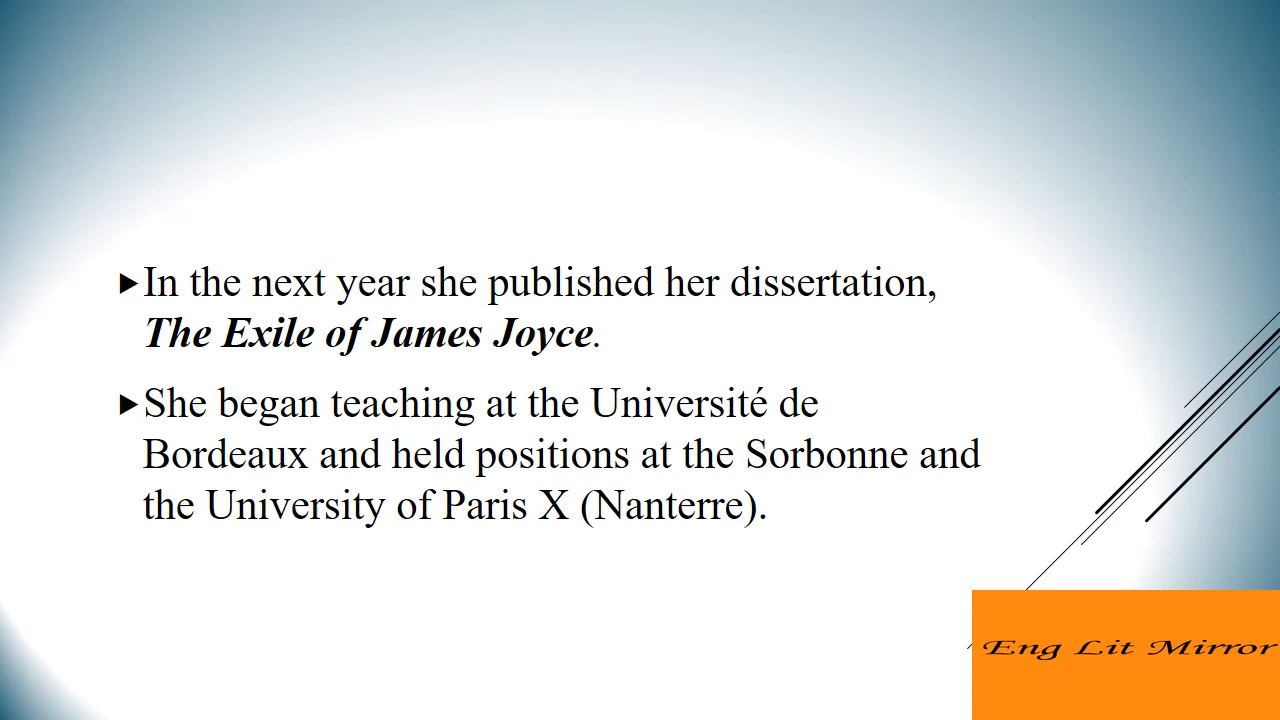 In the next year she published her dissertation,
The Exile of James Joyce.
She began teaching at the Université de
Bordeaux and held positions at the Sorbonne and
the University of Paris X (Nanterre).
Eng Lit Mirror